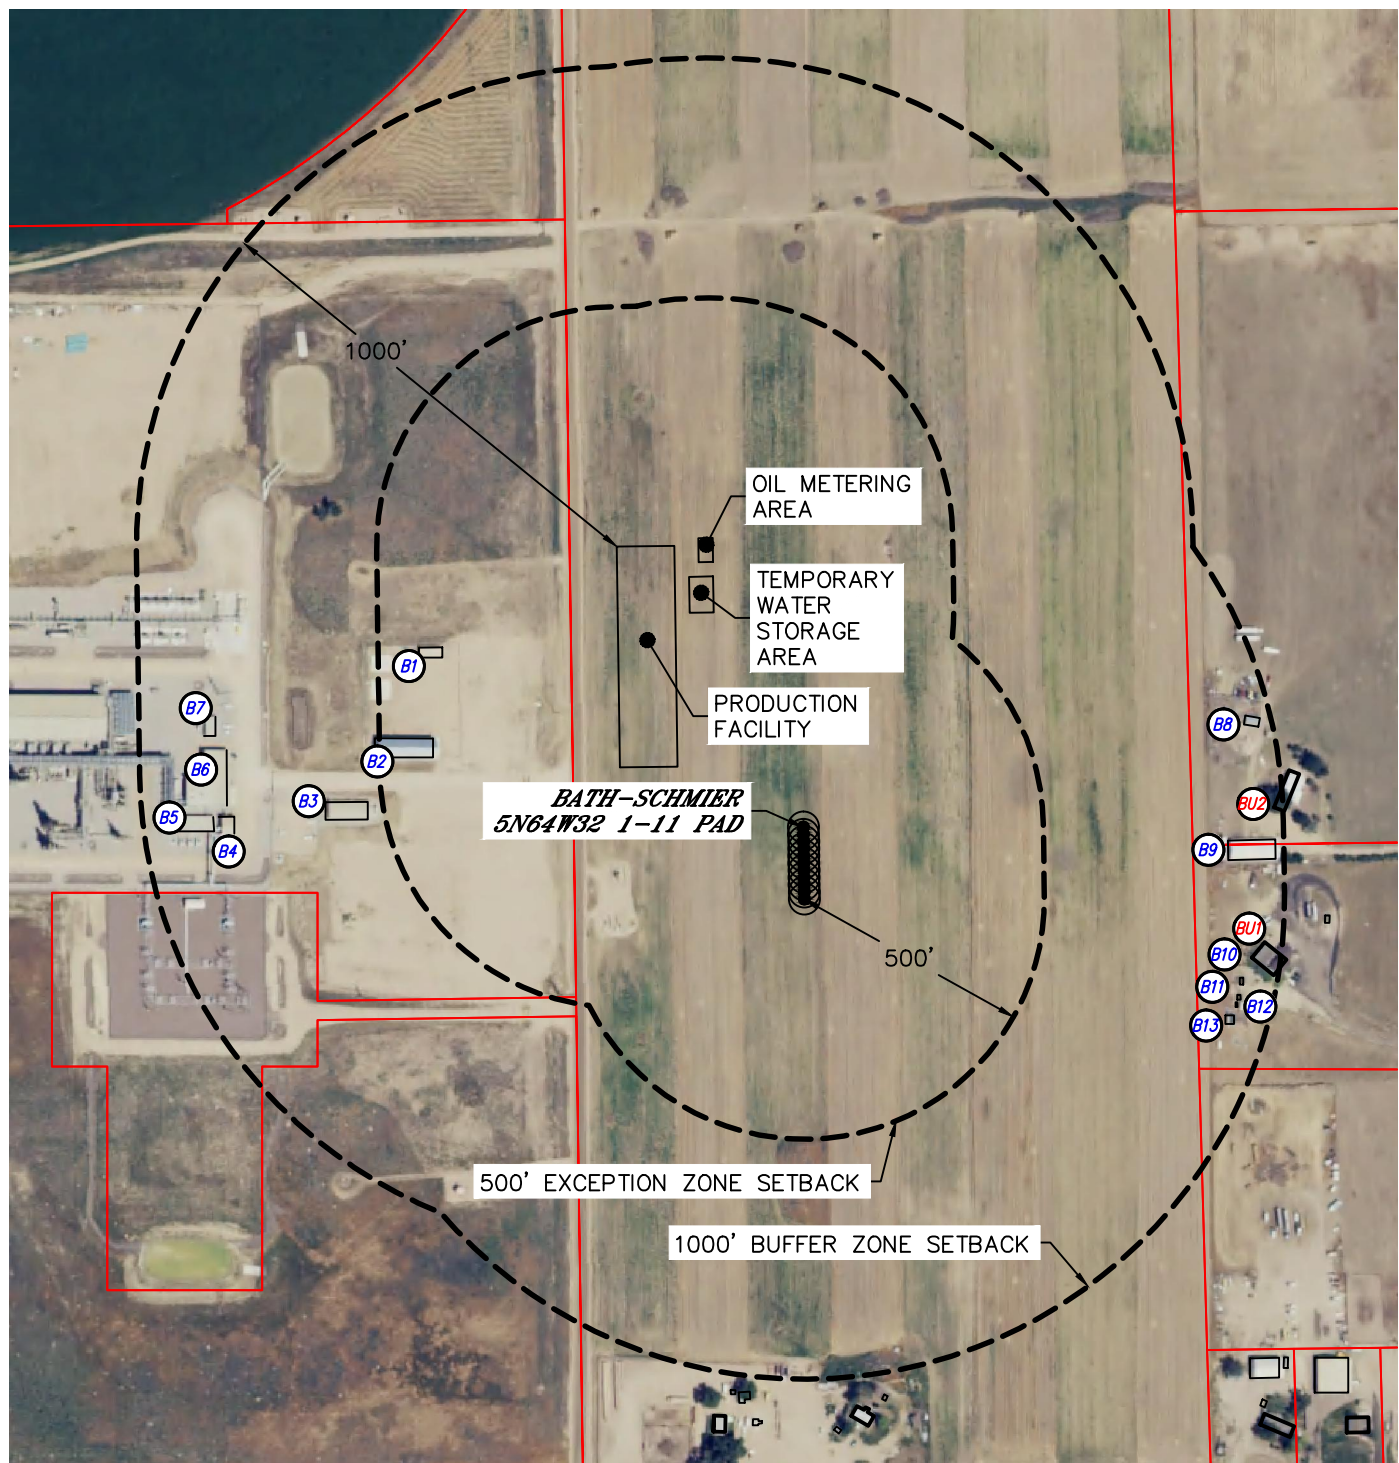 1000'
OIL METERING
AREA
TEMPORARY
WATER
STORAGE
AREA
B1
PRODUCTION
FACILITY
B7
B8
B2
B6
B3
BATH-SCHMIER
5N64W32 1-11 PAD
BU2
B5
B4
B9
BU1
500'
B10
B11
B12
B13
500' EXCEPTION ZONE SETBACK
1000' BUFFER ZONE SETBACK